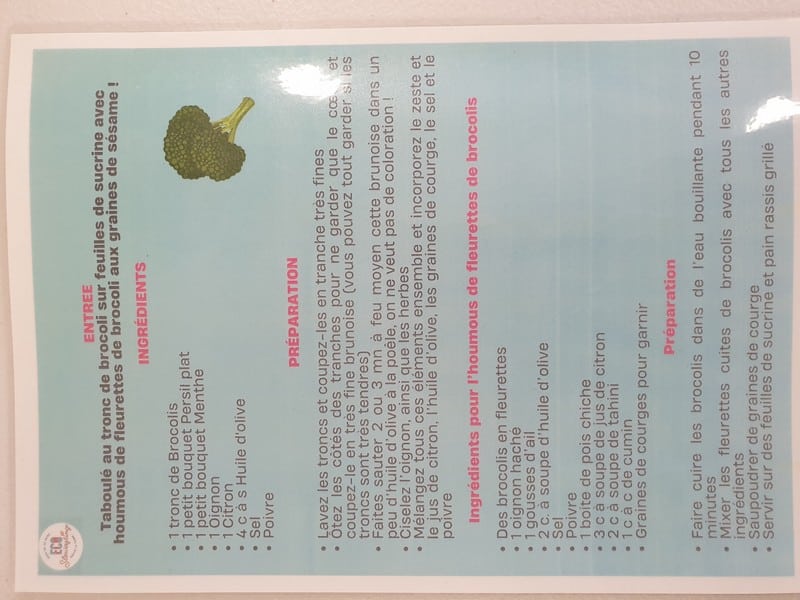 ECO
ENTREE
Taboulé au tronc de brocoli sur feuilles de sucrine avec
houmous de fleurettes de brocoli aux graines de sésame !
INGRÉDIENTS
• 1 tronc de Brocolis
• 1 petit bouquet Persil plat
• 1 petit bouquet Menthe
• 1 Oignon
• 1 Citron
• 4 c à s Huile d'olive
• Sel
• Poivre
PRÉPARATION
• Lavez les troncs et coupez-les en tranche très fines
• Ôtez les côtés des tranches pour ne garder que le cœur et
coupez-le en très fine brunoise (vous pouvez tout garder si les
troncs sont très tendres)
• Faites sauter 2 ou 3 mn à feu moyen cette brunoise dans un
peu d'huile d'olive à la poêle, on ne veut pas de coloration !
• Ciselez l'oignon, ainsi que les herbes
• Mélangez tous ces éléments ensemble et incorporez le zeste et
le jus de citron, l'huile d'olive, les graines de courge, le sel et le
poivre
Ingrédients pour l'houmous de fleurettes de brocolis
• Des brocolis en fleurettes
• 1 oignon haché
• 1 gousses d'ail
• 2 c. à soupe d'huile d'olive
• Sel
• Poivre
• 1 boite de pois chiche
• 3 c à soupe de jus de citron
• 2 c à soupe de tahini
• 1 c à c de cumin
• Graines de courges pour garnir
Préparation
• Faire cuire les brocolis dans de l'eau bouillante pendant 10
minutes
• Mixer les fleurettes cuites de brocolis avec tous les autres
ingrédients
• Saupoudrer de graines de courge
• Servir sur des feuilles de sucrine et pain rassis grillé